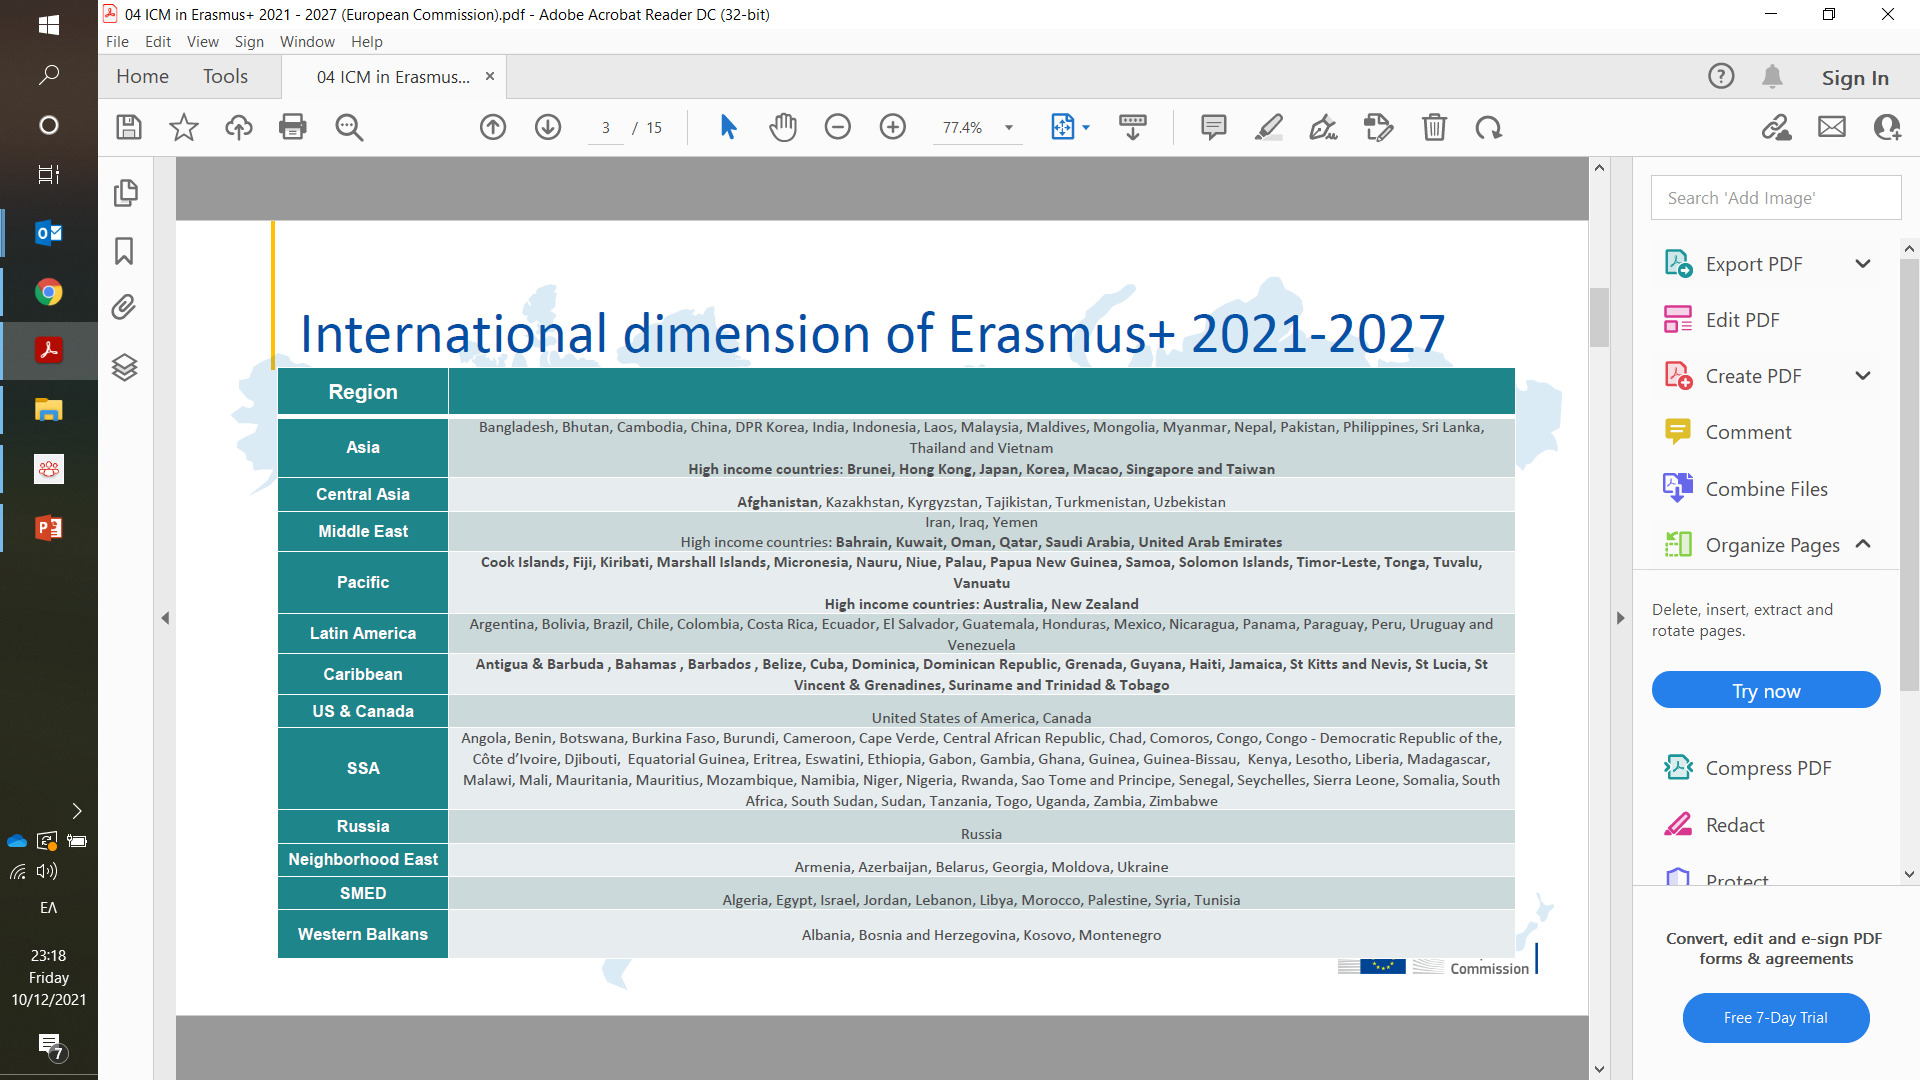 04 ICM in Erasmus+ 2021 - 2027 (European Commission).pdf - Adobe Acrobat Reader DC (32-bit)
File Edit View Sign Window Help
Home Tools 04 ICM in Erasmus... × Sign In
3 / 15 77.4%
Search 'Add Image'
Export PDF
Edit PDF
Create PDF
Comment
Combine Files
Organize Pages
Delete, insert, extract and
rotate pages.
Try now
Compress PDF
Redact
Protect
Convert, edit and e-sign PDF
forms & agreements
Free 7-Day Trial
International dimension of Erasmus+ 2021-2027
Region
Asia
Bangladesh, Bhutan, Cambodia, China, DPR Korea, India, Indonesia, Laos, Malaysia, Maldives, Mongolia, Myanmar, Nepal, Pakistan, Philippines, Sri Lanka,
Thailand and Vietnam
High income countries: Brunei, Hong Kong, Japan, Korea, Macao, Singapore and Taiwan
Central Asia
Afghanistan, Kazakhstan, Kyrgyzstan, Tajikistan, Turkmenistan, Uzbekistan
Middle East
Iran, Iraq, Yemen
High income countries: Bahrain, Kuwait, Oman, Qatar, Saudi Arabia, United Arab Emirates
Pacific
Cook Islands, Fiji, Kiribati, Marshall Islands, Micronesia, Nauru, Niue, Palau, Papua New Guinea, Samoa, Solomon Islands, Timor-Leste, Tonga, Tuvalu,
Vanuatu
High income countries: Australia, New Zealand
Latin America
Argentina, Bolivia, Brazil, Chile, Colombia, Costa Rica, Ecuador, El Salvador, Guatemala, Honduras, Mexico, Nicaragua, Panama, Paraguay, Peru, Uruguay and
Venezuela
Caribbean
Antigua & Barbuda , Bahamas , Barbados , Belize, Cuba, Dominica, Dominican Republic, Grenada, Guyana, Haiti, Jamaica, St Kitts and Nevis, St Lucia, St
Vincent & Grenadines, Suriname and Trinidad & Tobago
US & Canada
United States of America, Canada
SSA
Angola, Benin, Botswana, Burkina Faso, Burundi, Cameroon, Cape Verde, Central African Republic, Chad, Comoros, Congo, Congo - Democratic Republic of the,
Côte d’Ivoire, Djibouti, Equatorial Guinea, Eritrea, Eswatini, Ethiopia, Gabon, Gambia, Ghana, Guinea, Guinea-Bissau, Kenya, Lesotho, Liberia, Madagascar,
Malawi, Mali, Mauritania, Mauritius, Mozambique, Namibia, Niger, Nigeria, Rwanda, Sao Tome and Principe, Senegal, Seychelles, Sierra Leone, Somalia, South
Africa, South Sudan, Sudan, Tanzania, Togo, Uganda, Zambia, Zimbabwe
Russia
Russia
Neighborhood East
Armenia, Azerbaijan, Belarus, Georgia, Moldova, Ukraine
SMED
Algeria, Egypt, Israel, Jordan, Lebanon, Libya, Morocco, Palestine, Syria, Tunisia
Western Balkans
Albania, Bosnia and Herzegovina, Kosovo, Montenegro
Commission
ΕΛ
23:18
Friday
10/12/2021
7